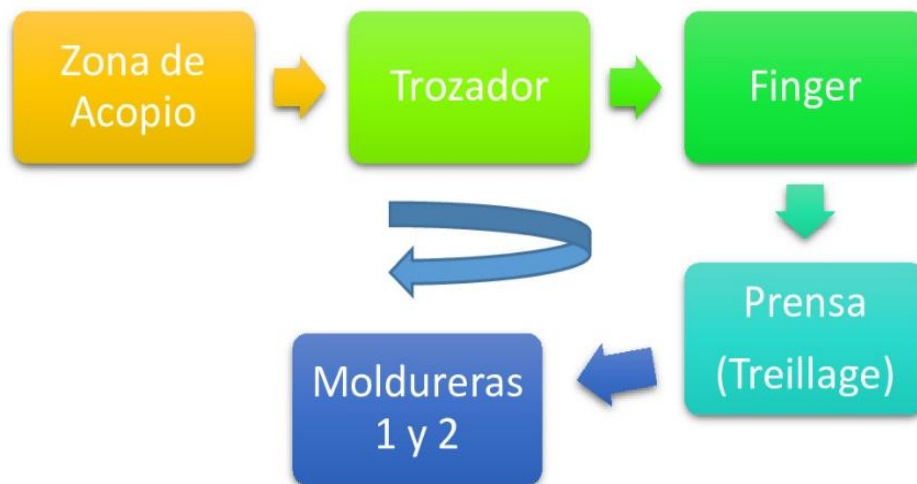 Zona de
Acopio
Trozador
Finger
Prensa
(Treillage)
Moldureras
1 y 2